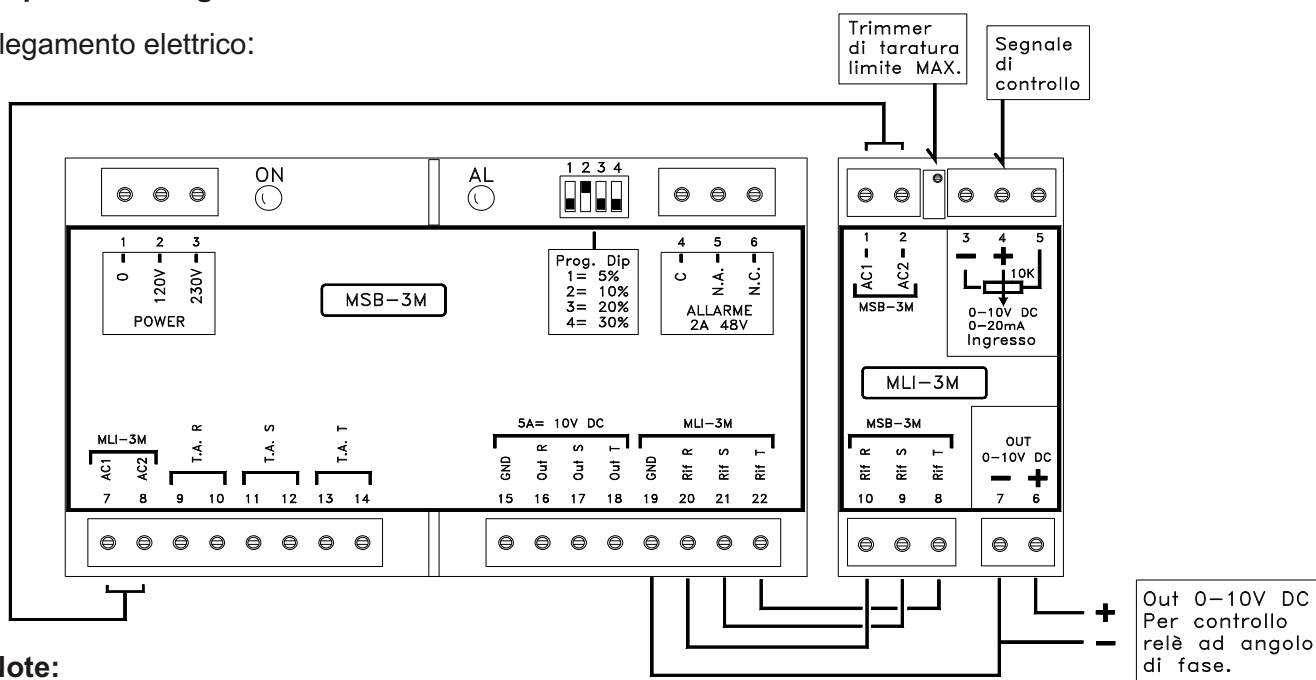 legamento elettrico:
Trimmer
di taratura
limite MAX.
Segnale
di
controllo
ON
AL
1 2 3 4
1 2 3
0 120V 230V
POWER
MSB-3M
Prog. Dip
1= 5%
2= 10%
3= 20%
4= 30%
4 5 6
C N.A. N.C.
ALLARME
2A 48V
1 2
AC1 AC2
MSB-3M
3 4 5
10K
0-10V DC
0-20mA
Ingresso
MLI-3M
MLI-3M
AC1 AC2
T.A. R
T.A. S
T.A. T
7 8 9 10 11 12 13 14
5A= 10V DC
GND Out R Out S Out T
MLI-3M
GND Rif R Rif S Rif T
15 16 17 18 19 20 21 22
MSB-3M
Rif R Rif S Rif T
10 9 8
OUT
0-10V DC
− +
7 6
+
−
Out 0-10V DC
Per controllo
relè ad angolo
di fase.
lote: